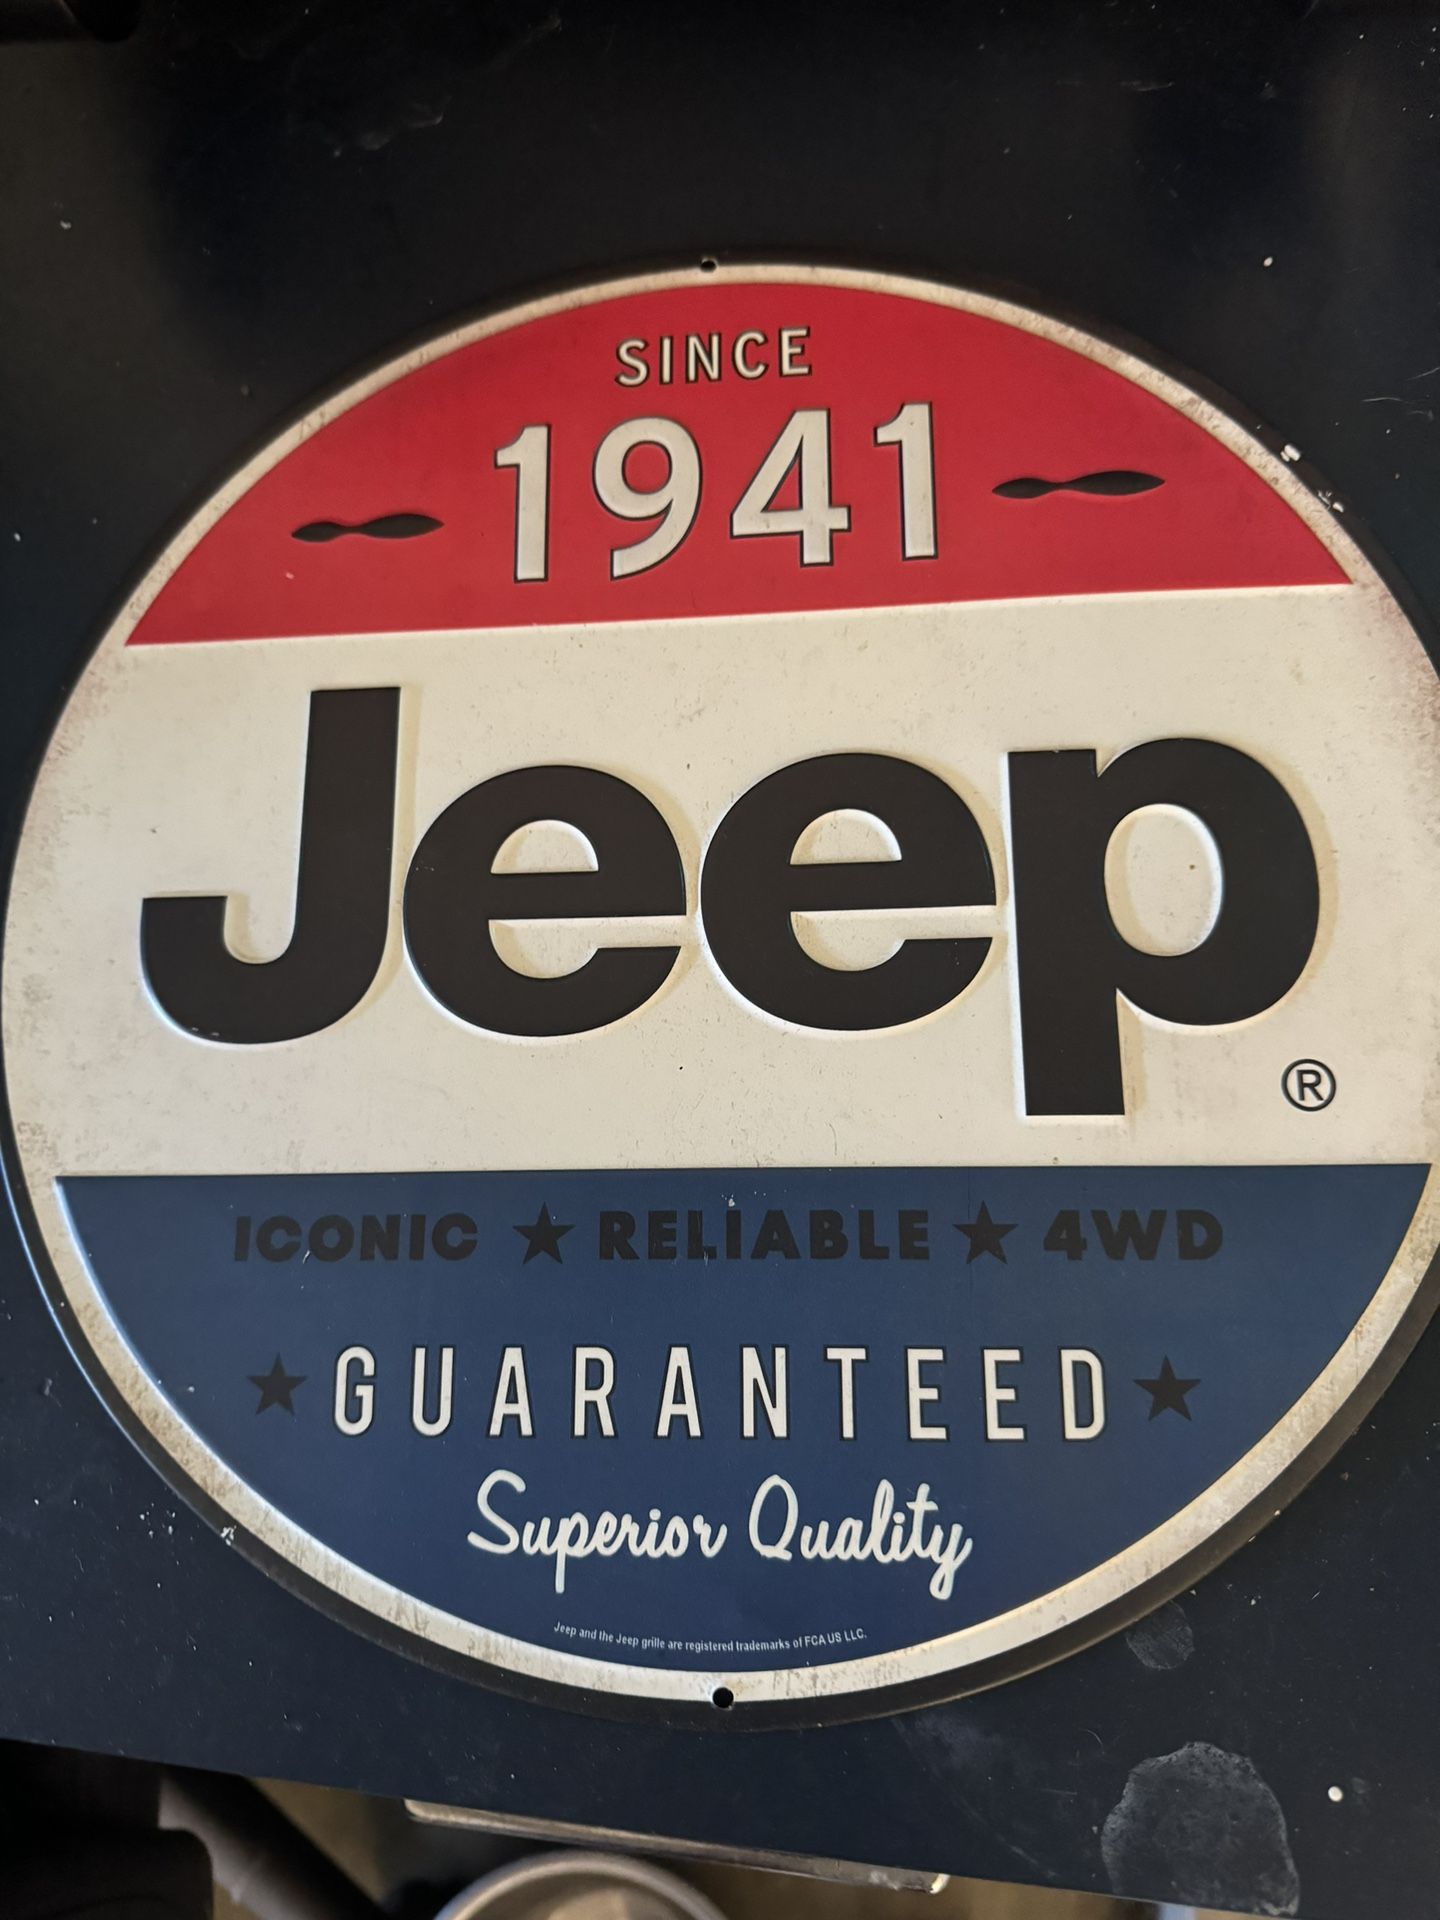 SINCE
1941
Jeep®
ICONIC ★ RELIABLE ★ 4WD
★ GUARANTEED ★
Superior Quality
Jeep and the Jeep grille are registered trademarks of FCA US LLC.